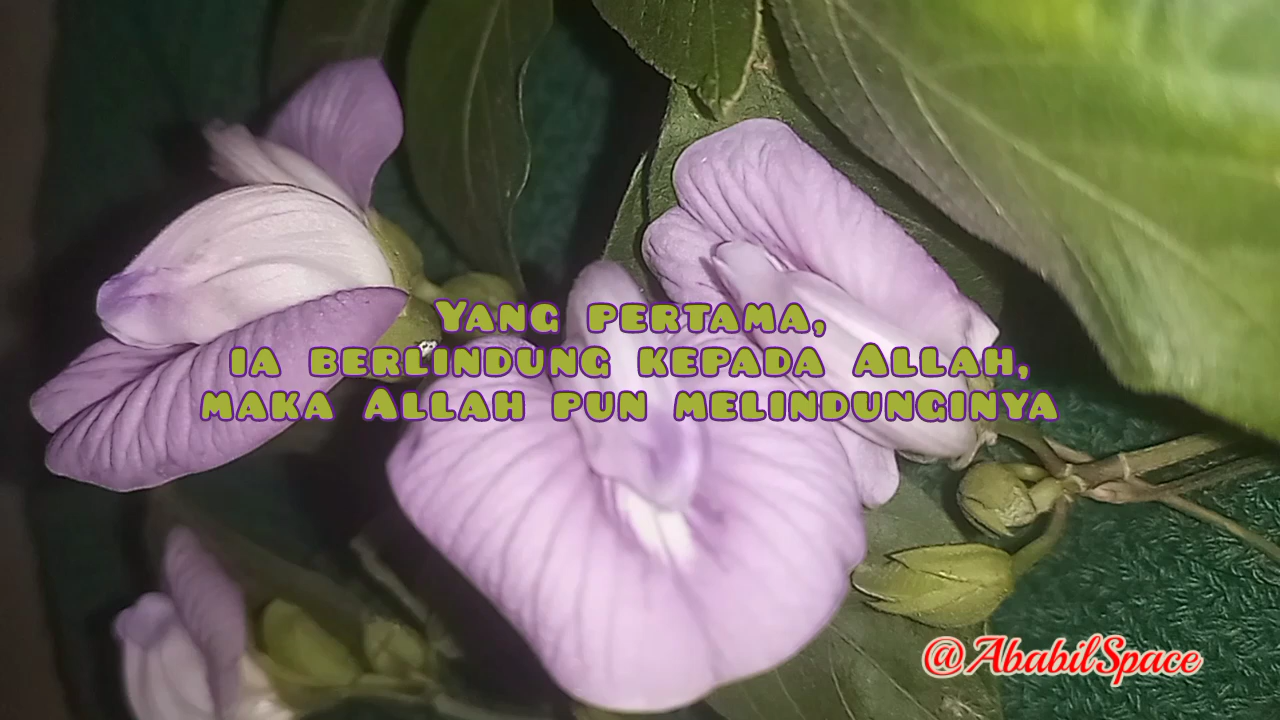 Yang pertama,
ia berlindung kepada Allah,
maka Allah pun melindunginya
@AbabilSpace